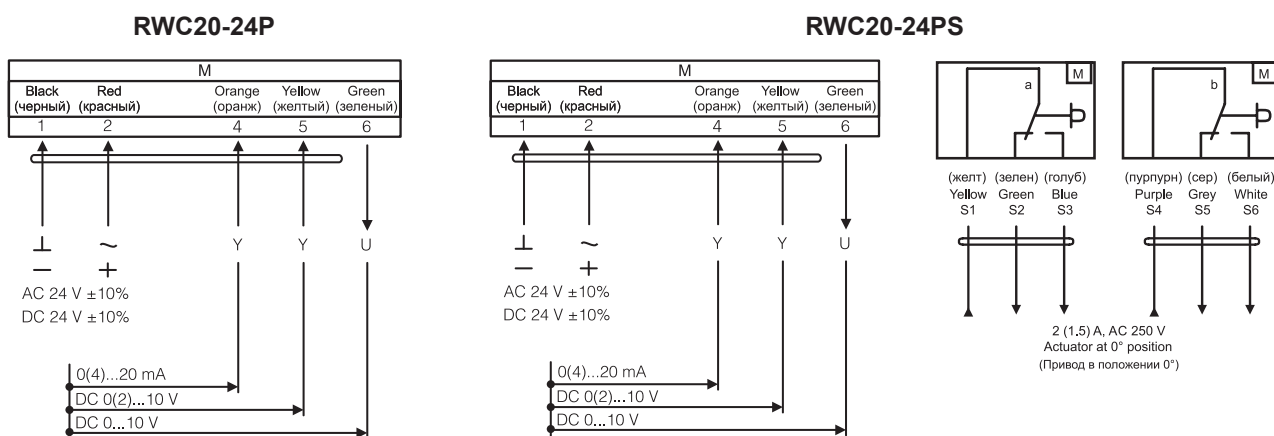 RWC20-24P
M
Black Red Orange Yellow Green
(черный) (красный) (оранж) (желтый) (зеленый)
1 2 4 5 6
⊥ ~ Y Y U
− +
AC 24 V ±10%
DC 24 V ±10%
0(4)...20 mA
DC 0(2)...10 V
DC 0...10 V
RWC20-24PS
M
Black Red Orange Yellow Green
(черный) (красный) (оранж) (желтый) (зеленый)
1 2 4 5 6
⊥ ~ Y Y U
− +
AC 24 V ±10%
DC 24 V ±10%
0(4)...20 mA
DC 0(2)...10 V
DC 0...10 V
M
a
(желт) (зелен) (голуб)
Yellow Green Blue
S1 S2 S3
M
b
(пурпурн) (сер) (белый)
Purple Grey White
S4 S5 S6
2 (1.5) A, AC 250 V
Actuator at 0° position
(Привод в положении 0°)